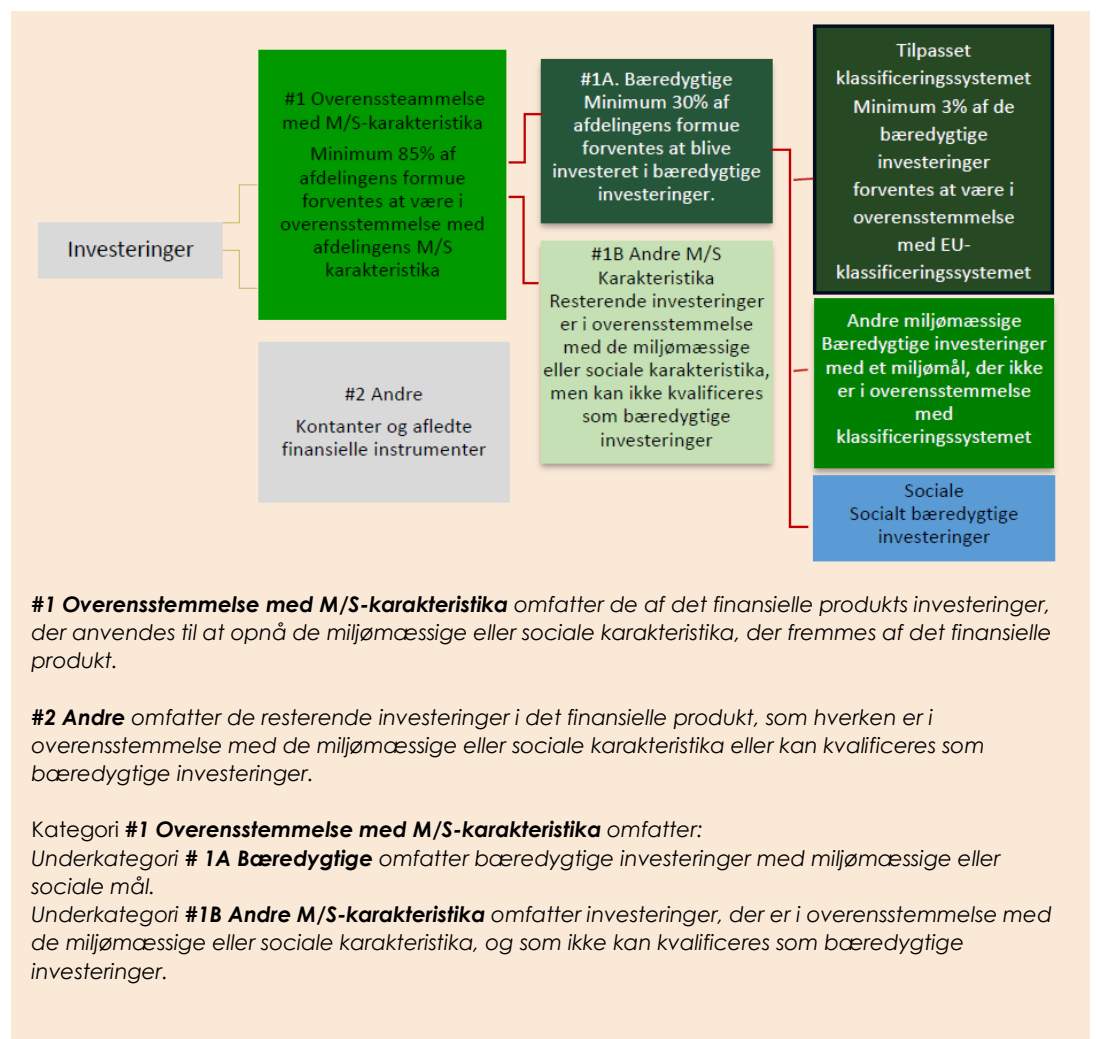 Investeringer
#1 Overenssteammelse
med M/S-karakteristika
Minimum 85% af
afdelingens formue
forventes at være i
overensstemmelse med
afdelingens M/S
karakteristika
#2 Andre
Kontanter og afledte
finansielle instrumenter
#1A. Bæredygtige
Minimum 30% af
afdelingens formue
forventes at blive
investeret i bæredygtige
investeringer.
#1B Andre M/S
Karakteristika
Resterende investeringer
er i overensstemmelse
med de miljømæssige
eller sociale karakteristika,
men kan ikke kvalificeres
som bæredygtige
investeringer
Tilpasset
klassificeringssystemet
Minimum 3% af de
bæredygtige
investeringer
forventes at være i
overensstemmelse
med EU-
klassificeringssystemet
Andre miljømæssige
Bæredygtige investeringer
med et miljømål, der ikke
er i overensstemmelse
med
klassificeringssystemet
Sociale
Socialt bæredygtige
investeringer
#1 Overensstemmelse med M/S-karakteristika omfatter de af det finansielle produkts investeringer,
der anvendes til at opnå de miljømæssige eller sociale karakteristika, der fremmes af det finansielle
produkt.
#2 Andre omfatter de resterende investeringer i det finansielle produkt, som hverken er i
overensstemmelse med de miljømæssige eller sociale karakteristika eller kan kvalificeres som
bæredygtige investeringer.
Kategori #1 Overensstemmelse med M/S-karakteristika omfatter:
Underkategori # 1A Bæredygtige omfatter bæredygtige investeringer med miljømæssige eller
sociale mål.
Underkategori #1B Andre M/S-karakteristika omfatter investeringer, der er i overensstemmelse med
de miljømæssige eller sociale karakteristika, og som ikke kan kvalificeres som bæredygtige
investeringer.